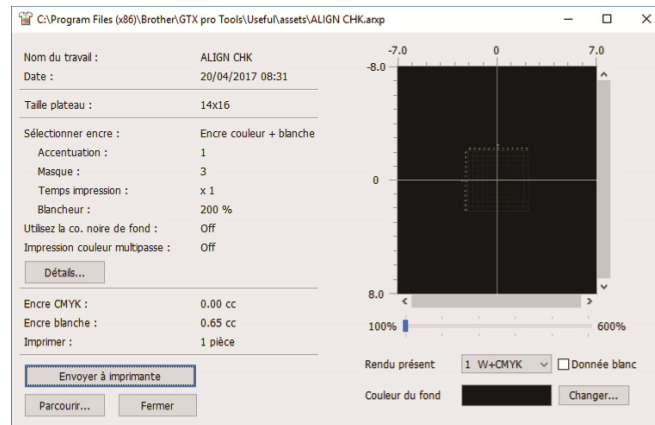 C:\Program Files (x86)\Brother\GTX pro Tools\Useful\assets\ALIGN CHK.arxp
Nom du travail : ALIGN CHK
Date : 20/04/2017 08:31
Taille plateau : 14x16
Sélectionner encre : Encre couleur + blanche
Accentuation : 1
Masque : 3
Temps impression : x 1
Blancheur : 200 %
Utilisez la co. noire de fond : Off
Impression couleur multipasse : Off
Détails...
Encre CMYK : 0.00 cc
Encre blanche : 0.65 cc
Imprimer : 1 pièce
Envoyer à imprimante
Parcourir... Fermer
-7.0 0 7.0
-8.0
0
8.0
100% 600%
Rendu présent 1 W+CMYK Donnée blanc
Couleur du fond Changer...